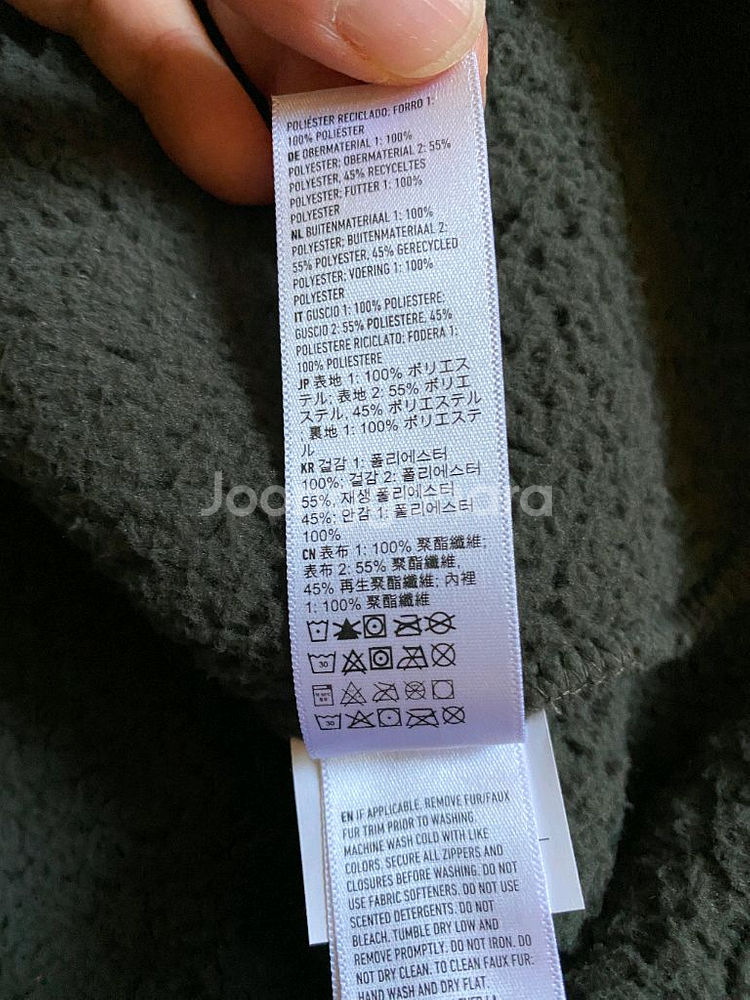 POLIÉSTER RECICLADO; FORRO 1:
100% POLIÉSTER
DE OBERMATERIAL 1: 100%
POLYESTER; OBERMATERIAL 2: 55%
POLYESTER, 45% RECYCELTES
POLYESTER; FUTTER 1: 100%
POLYESTER
NL BUITENMATERIAAL 1: 100%
POLYESTER; BUITENMATERIAAL 2:
55% POLYESTER, 45% GERECYCLED
POLYESTER; VOERING 1: 100%
POLYESTER
IT GUSCIO 1: 100% POLIESTERE;
GUSCIO 2: 55% POLIESTERE, 45%
POLIESTERE RICICLATO; FODERA 1:
100% POLIESTERE
JP 表地 1: 100% ポリエス
テル; 表地 2: 55% ポリエ
ステル, 45% ポリエステル
; 裏地 1: 100% ポリエステ
ル
KR 겉감 1: 폴리에스터
100%; 겉감 2: 폴리에스터
55%, 재생 폴리에스터
45%; 안감 1: 폴리에스터
100%
CN 表布 1: 100% 聚酯纖維;
表布 2: 55% 聚酯纖維,
45% 再生聚酯纖維; 內裡
1: 100% 聚酯纖維
30
30
EN IF APPLICABLE, REMOVE FUR/FAUX
FUR TRIM PRIOR TO WASHING
MACHINE WASH COLD WITH LIKE
COLORS. SECURE ALL ZIPPERS AND
CLOSURES BEFORE WASHING. DO NOT
USE FABRIC SOFTENERS. DO NOT USE
SCENTED DETERGENTS. DO NOT
BLEACH. TUMBLE DRY LOW AND
REMOVE PROMPTLY. DO NOT IRON. DO
NOT DRY CLEAN. TO CLEAN FAUX FUR:
HAND WASH AND DRY FLAT.